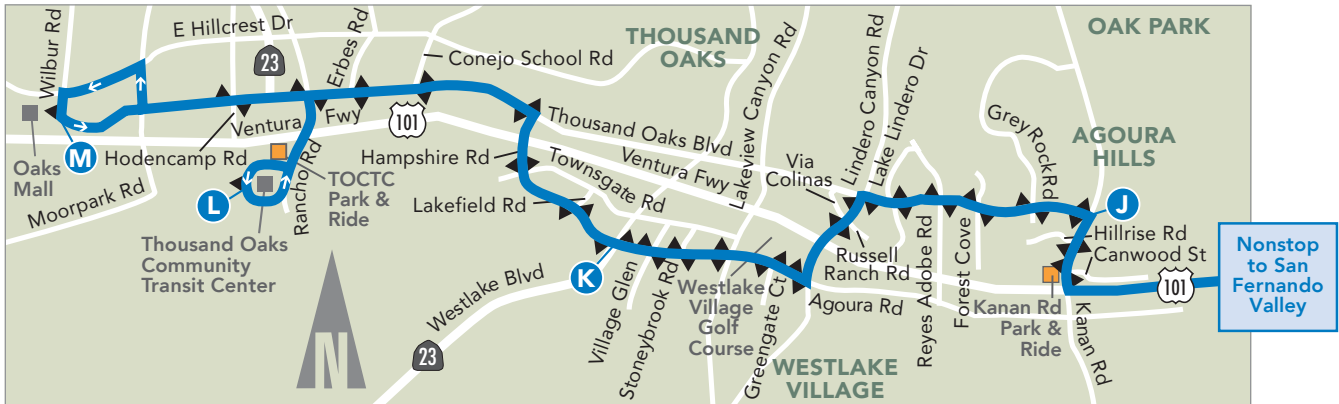 Wilbur Rd
E Hillcrest Dr
23
Erbes Rd
Conejo School Rd
THOUSAND
OAKS
Lakeview Canyon Rd
Lindero Canyon Rd
Lake Lindero Dr
OAK PARK
Grey Rock Rd
AGOURA
HILLS
Oaks
Mall
M
Hodencamp Rd
Ventura Fwy
101
Moorpark Rd
L
Rancho Rd
TOCTC
Park &
Ride
Thousand Oaks
Community
Transit Center
Hampshire Rd
Thousand Oaks Blvd
Townsgate Rd
Ventura Fwy
Via
Colinas
Lakefield Rd
J
Hillrise Rd
Canwood St
Nonstop
to San
Fernando
Valley
101
N
Westlake Blvd
23
K
Village Glen
Stoneybrook Rd
Westlake
Village
Golf
Course
Greengate Ct
Agoura Rd
Russell
Ranch Rd
Reyes Adobe Rd
Forest Cove
Kanan Rd
Park &
Ride
Kanan Rd
WESTLAKE
VILLAGE